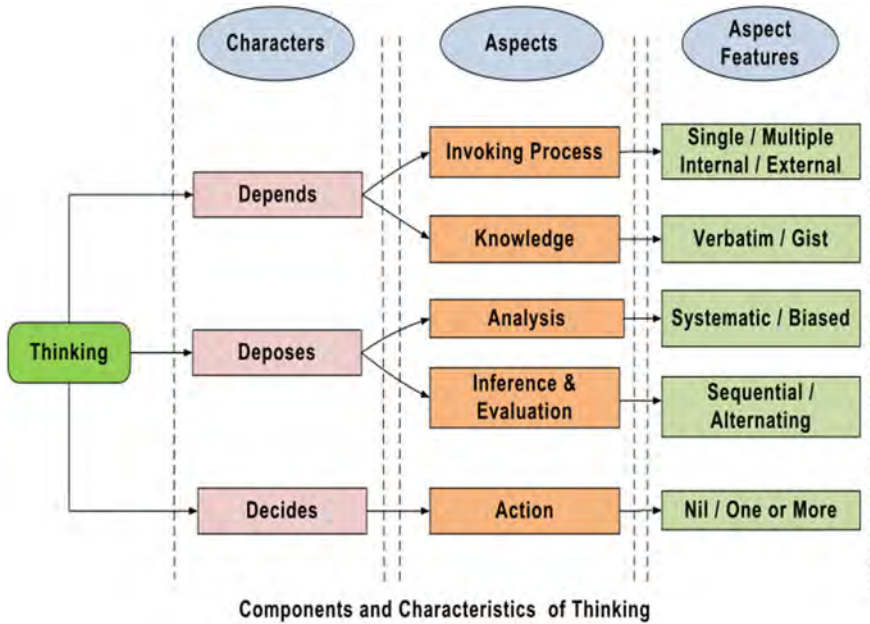 Characters
Aspects
Aspect
Features
Invoking Process
Single / Multiple
Internal / External
Depends
Knowledge
Verbatim / Gist
Thinking
Deposes
Analysis
Systematic / Biased
Inference &
Evaluation
Sequential /
Alternating
Decides
Action
Nil / One or More
Components and Characteristics of Thinking